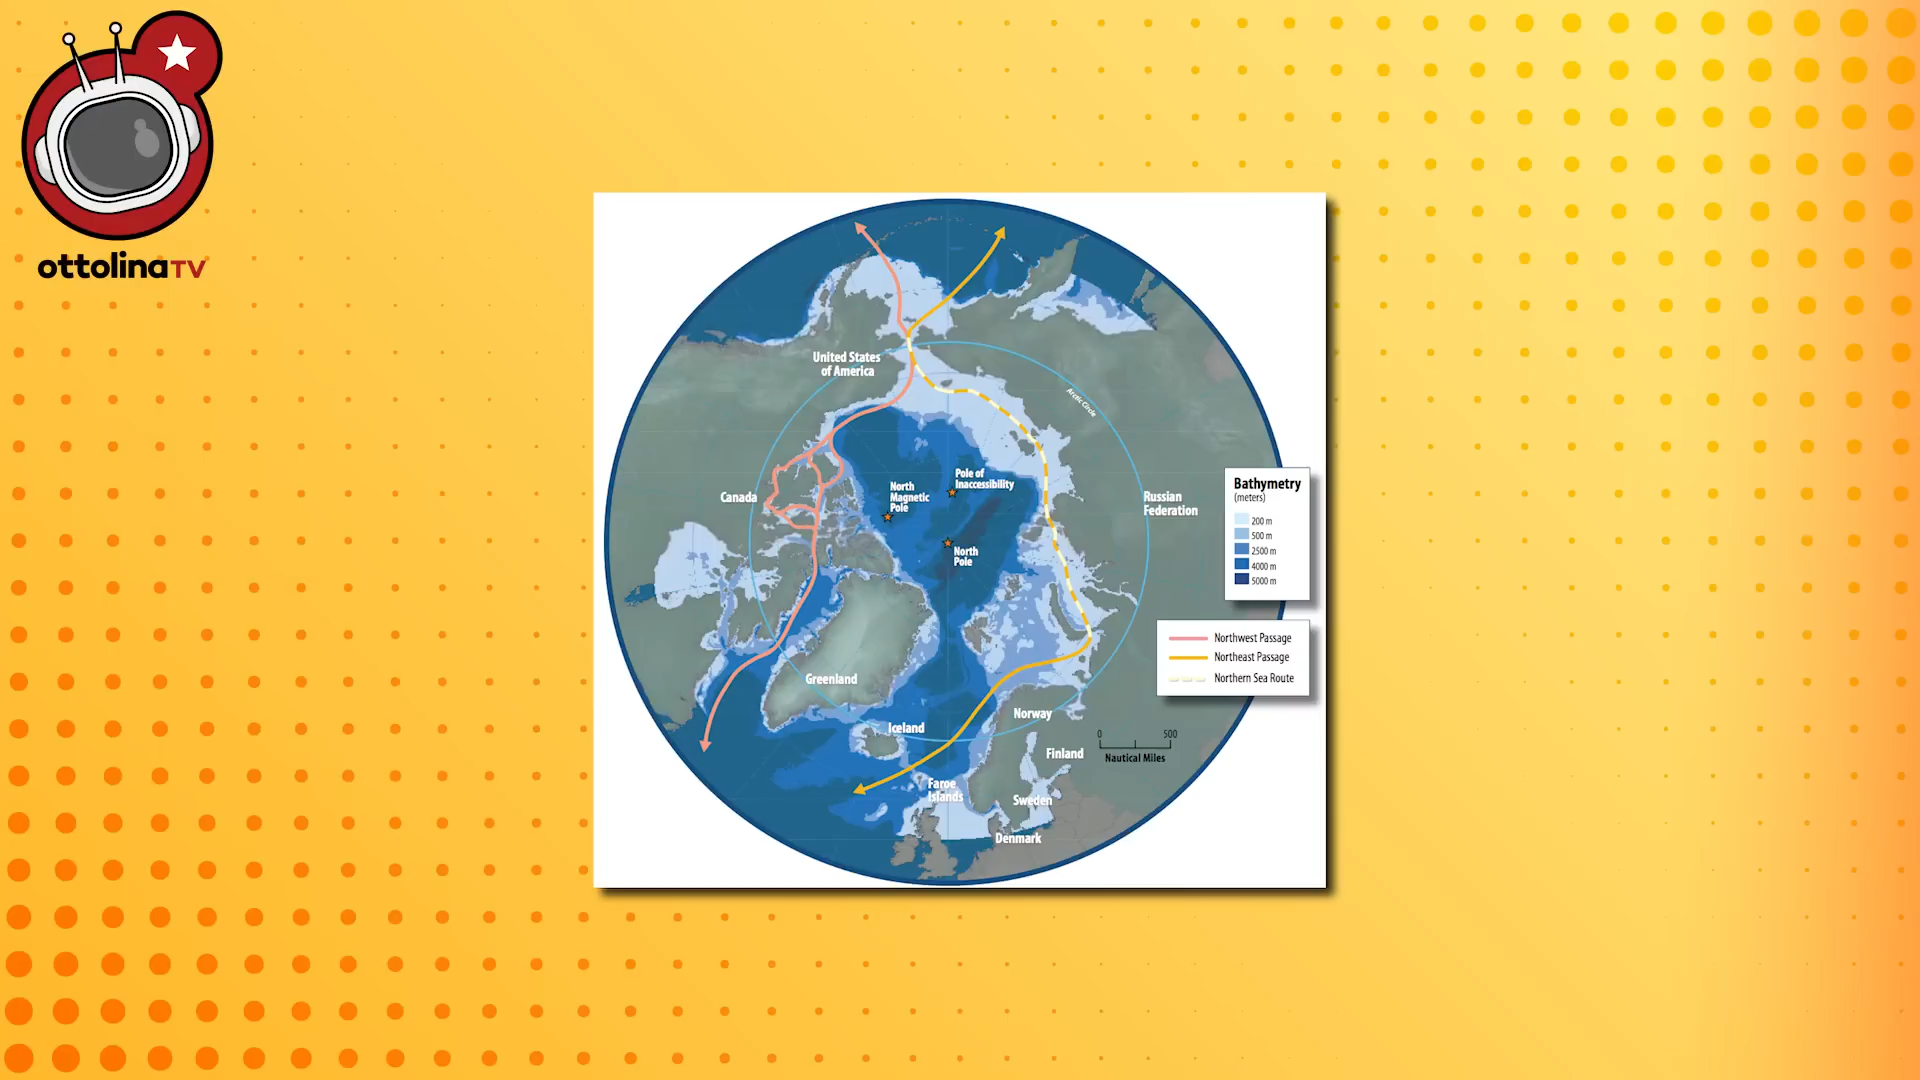 ottolinaTV
United States
of America
Arctic Circle
Canada
North
Magnetic
Pole
Pole of
Inaccessibility
North
Pole
Russian
Federation
Bathymetry
(meters)
200 m
500 m
2500 m
4000 m
5000 m
Northwest Passage
Northeast Passage
Northern Sea Route
Greenland
Iceland
Norway
0 500
Nautical Miles
Finland
Faroe
Islands
Sweden
Denmark